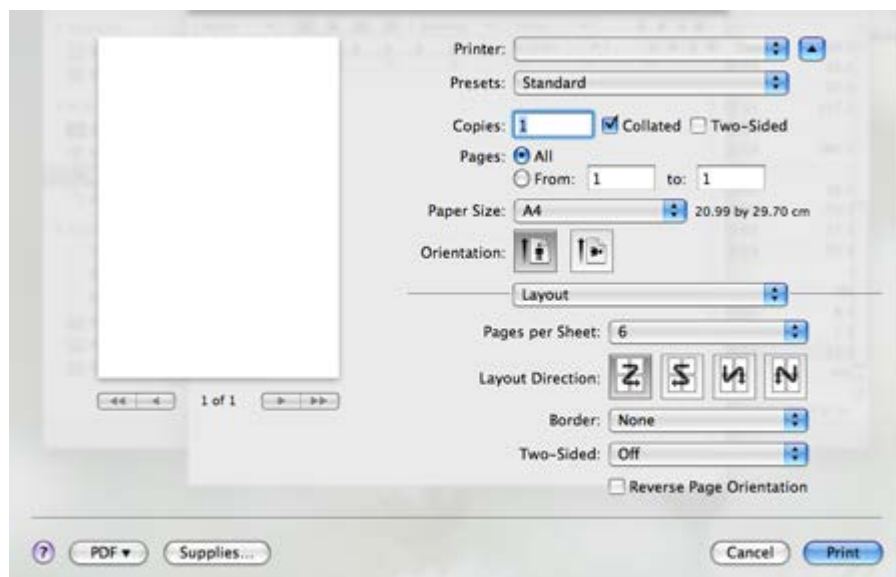 Printer:
Presets: Standard
Copies: 1 Collated Two-Sided
Pages: All
From: 1 to: 1
Paper Size: A4 20.99 by 29.70 cm
Orientation:
Layout
Pages per Sheet: 6
Layout Direction:
1 of 1
Border: None
Two-Sided: Off
Reverse Page Orientation
? PDF Supplies... Cancel Print